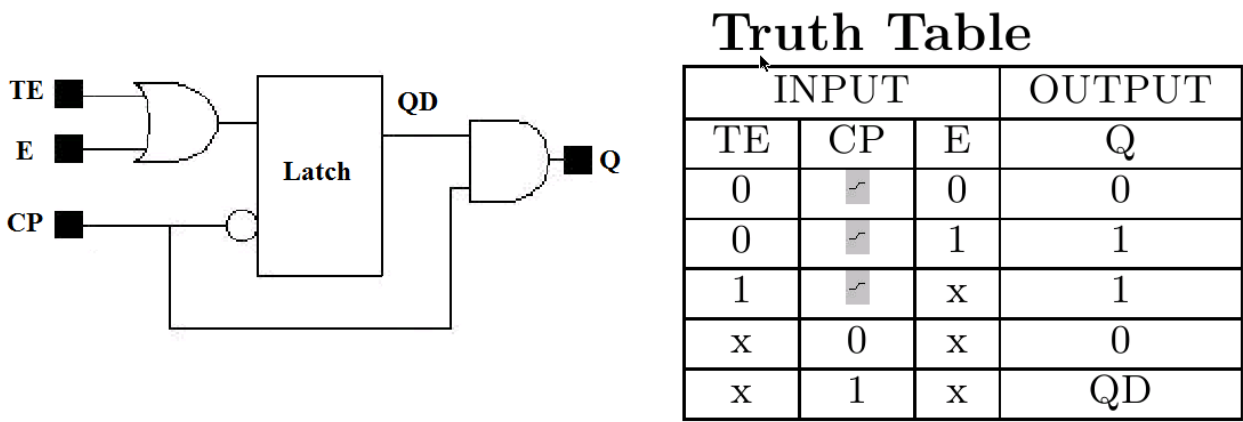 TE
E
CP
Latch
QD
Q
Truth Table
INPUT OUTPUT
TE CP E Q
0 0 0
0 1 1
1 x 1
x 0 x 0
x 1 x QD